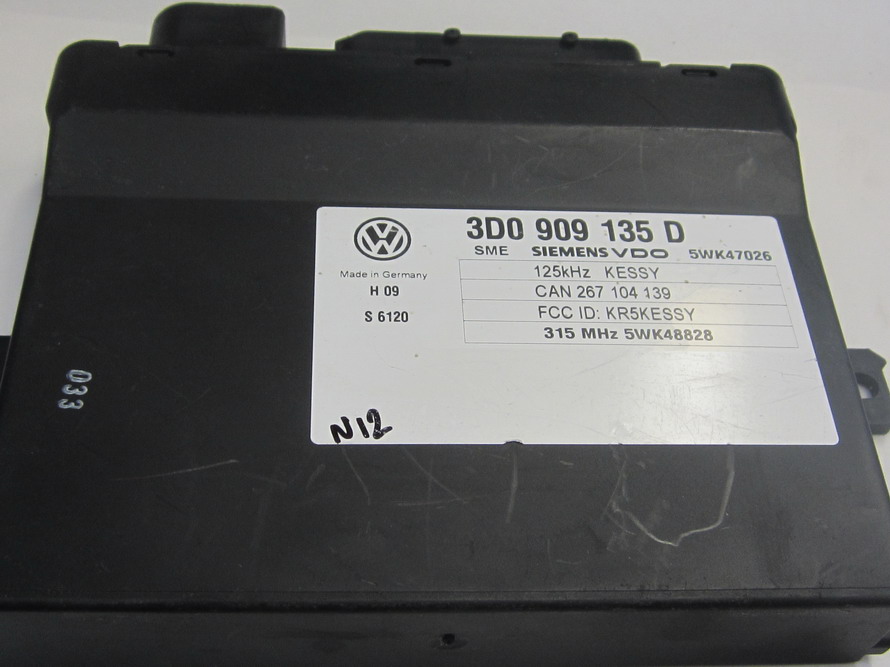 3D0 909 135 D
SME SIEMENS VDO 5WK47026
Made in Germany
H 09
S 6120
125kHz KESSY
CAN 267 104 139
FCC ID: KR5KESSY
315 MHz 5WK48828
N12
033